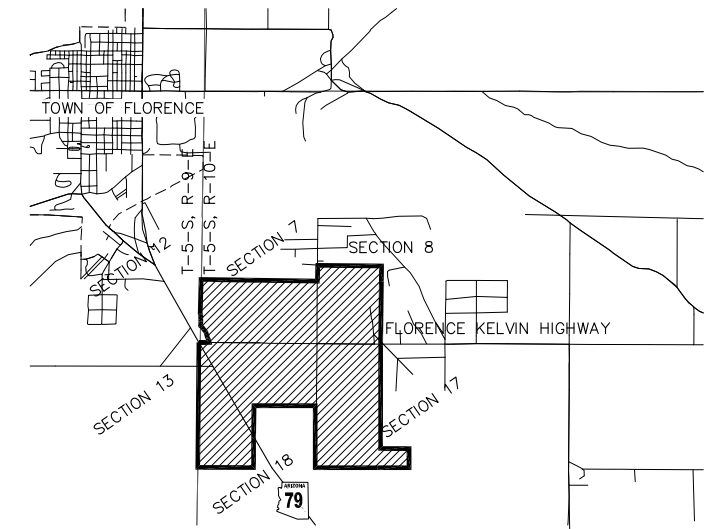 TOWN OF FLORENCE
T-5-S, R-9-E
T-5-S, R-10-E
SECTION 7
SECTION 8
SECTION 12
FLORENCE KELVIN HIGHWAY
SECTION 13
SECTION 17
SECTION 18
ARIZONA
79